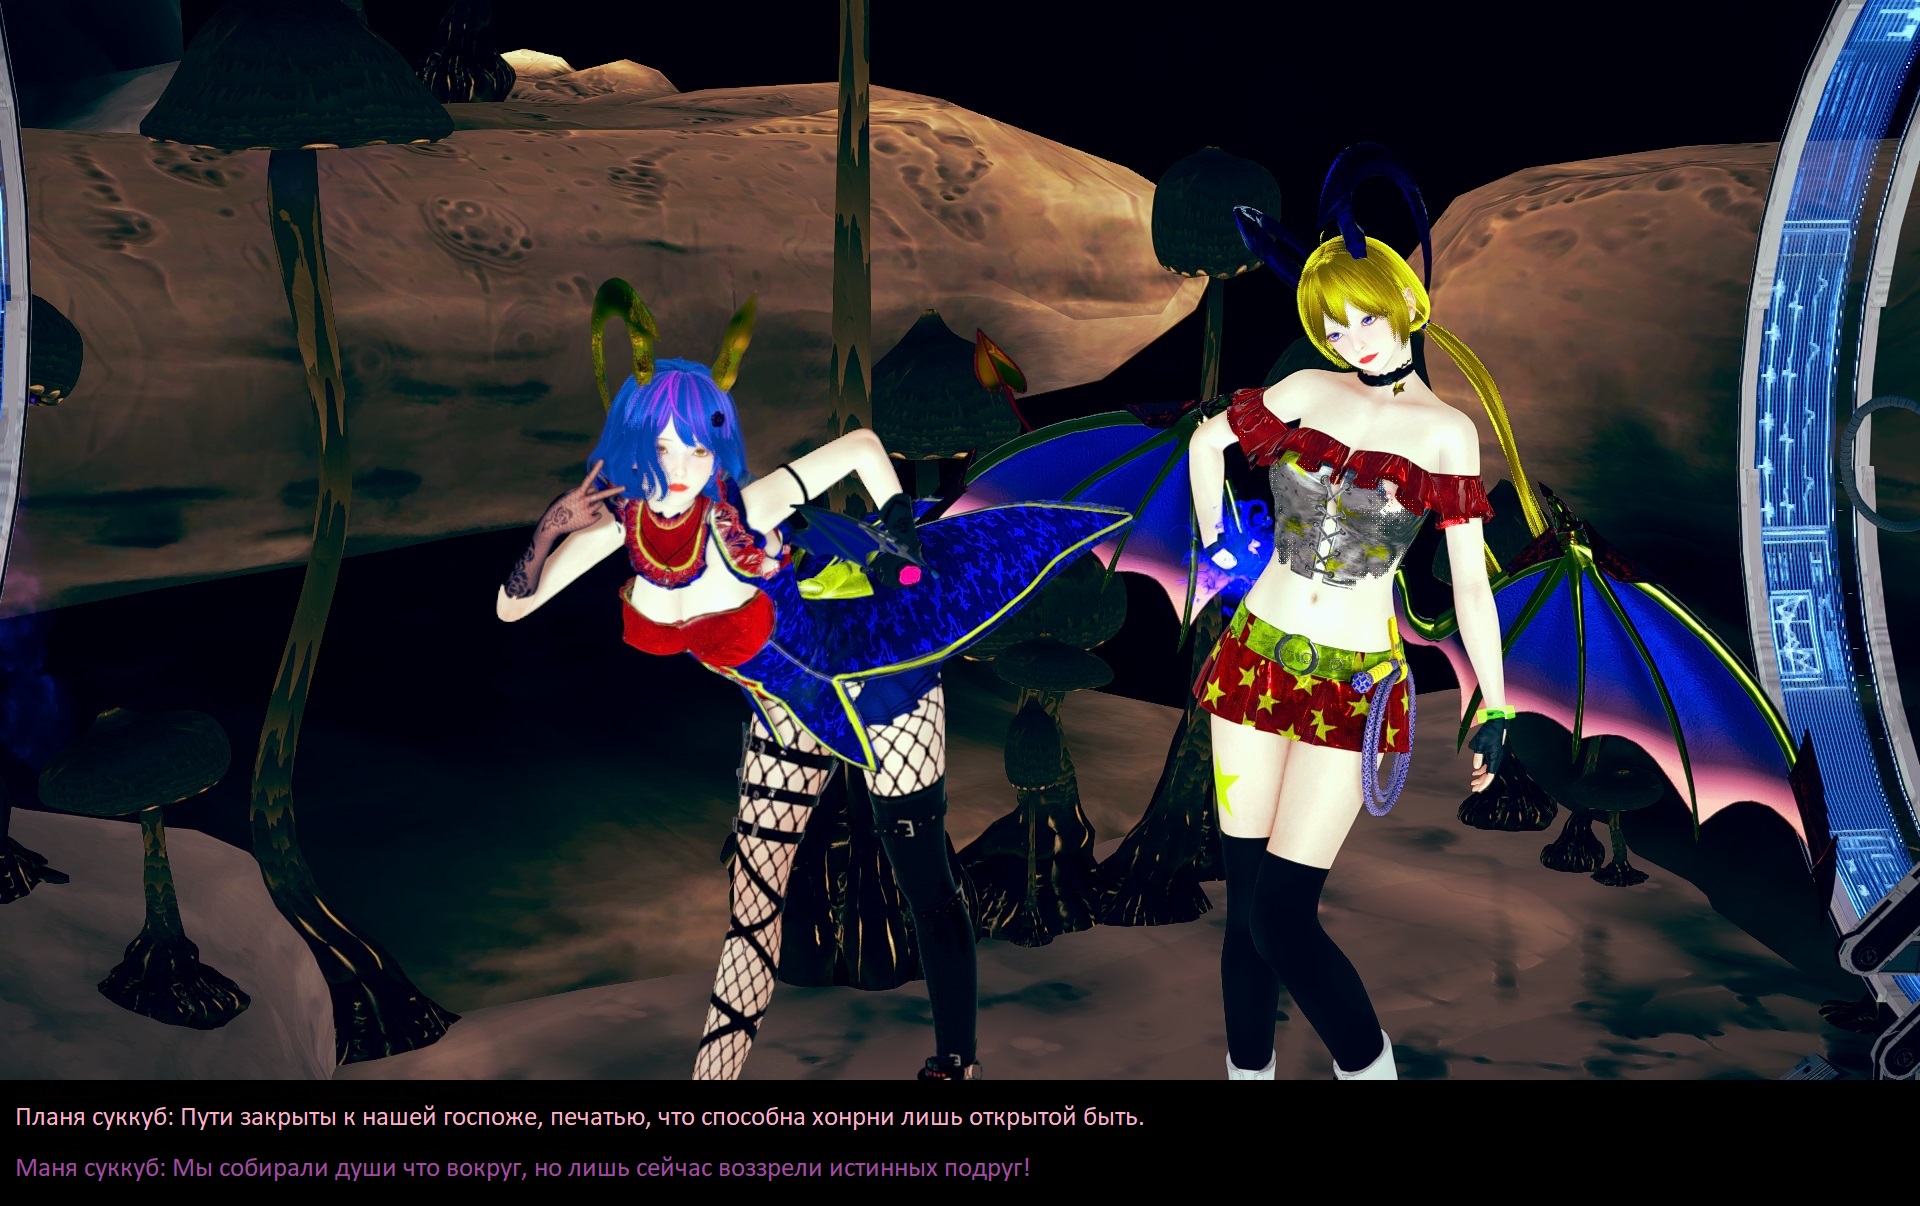 Планя суккуб: Пути закрыты к нашей госпоже, печатью, что способна хонрни лишь открытой быть.
Маня суккуб: Мы собирали души что вокруг, но лишь сейчас воззрели истинных подруг!